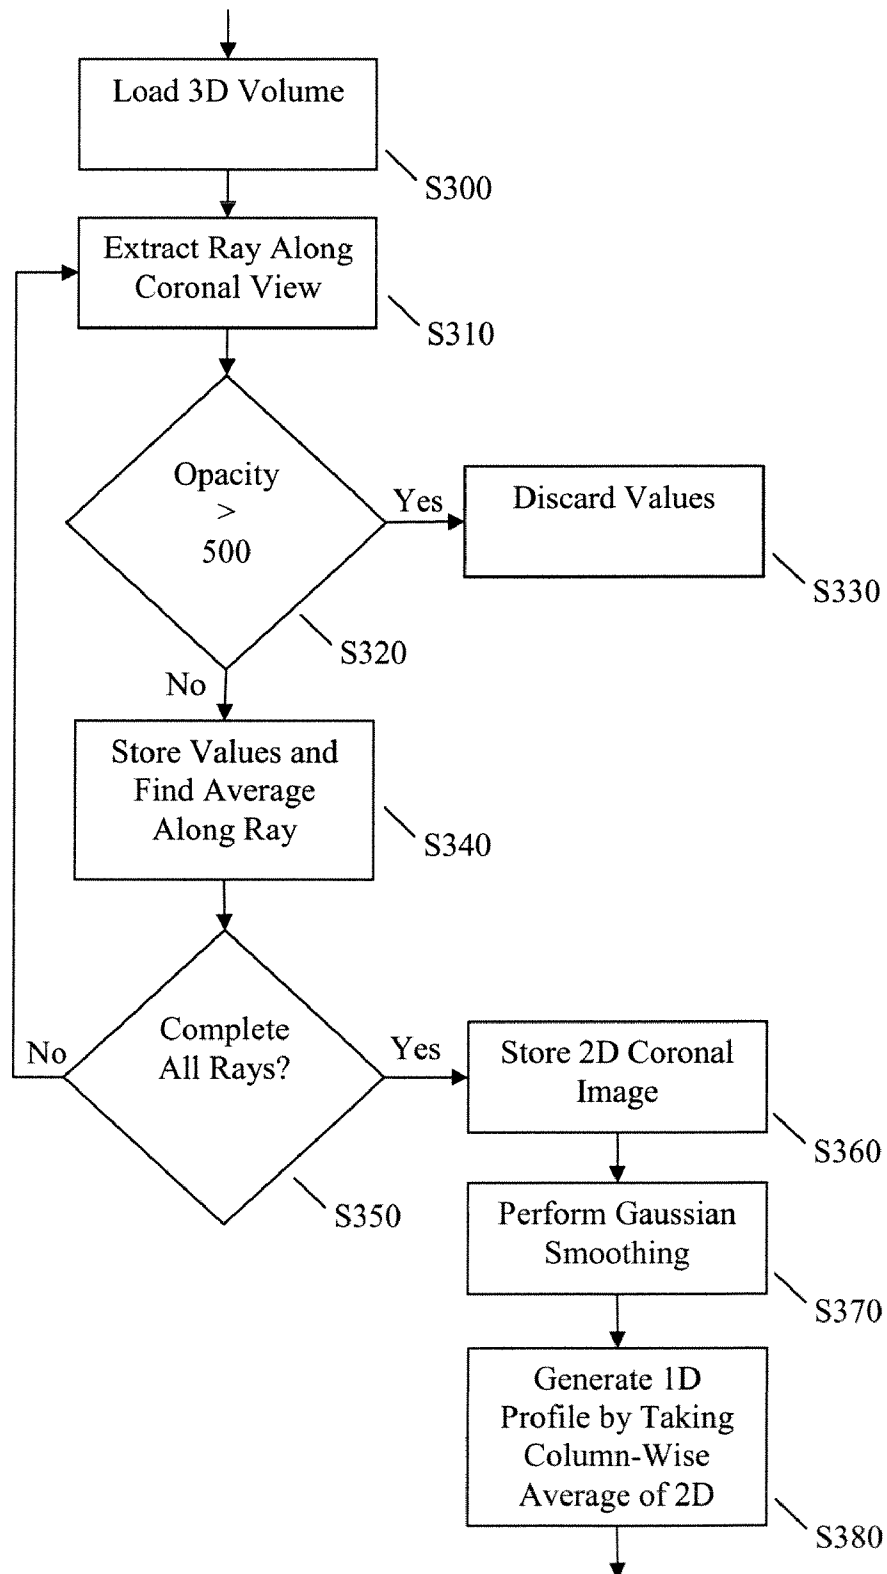 Load 3D Volume
S300
Extract Ray Along
Coronal View
S310
Opacity
>
500
Yes
Discard Values
S330
S320
No
Store Values and
Find Average
Along Ray
S340
Complete
All Rays?
No
Yes
Store 2D Coronal
Image
S360
S350
Perform Gaussian
Smoothing
S370
Generate 1D
Profile by Taking
Column-Wise
Average of 2D
S380